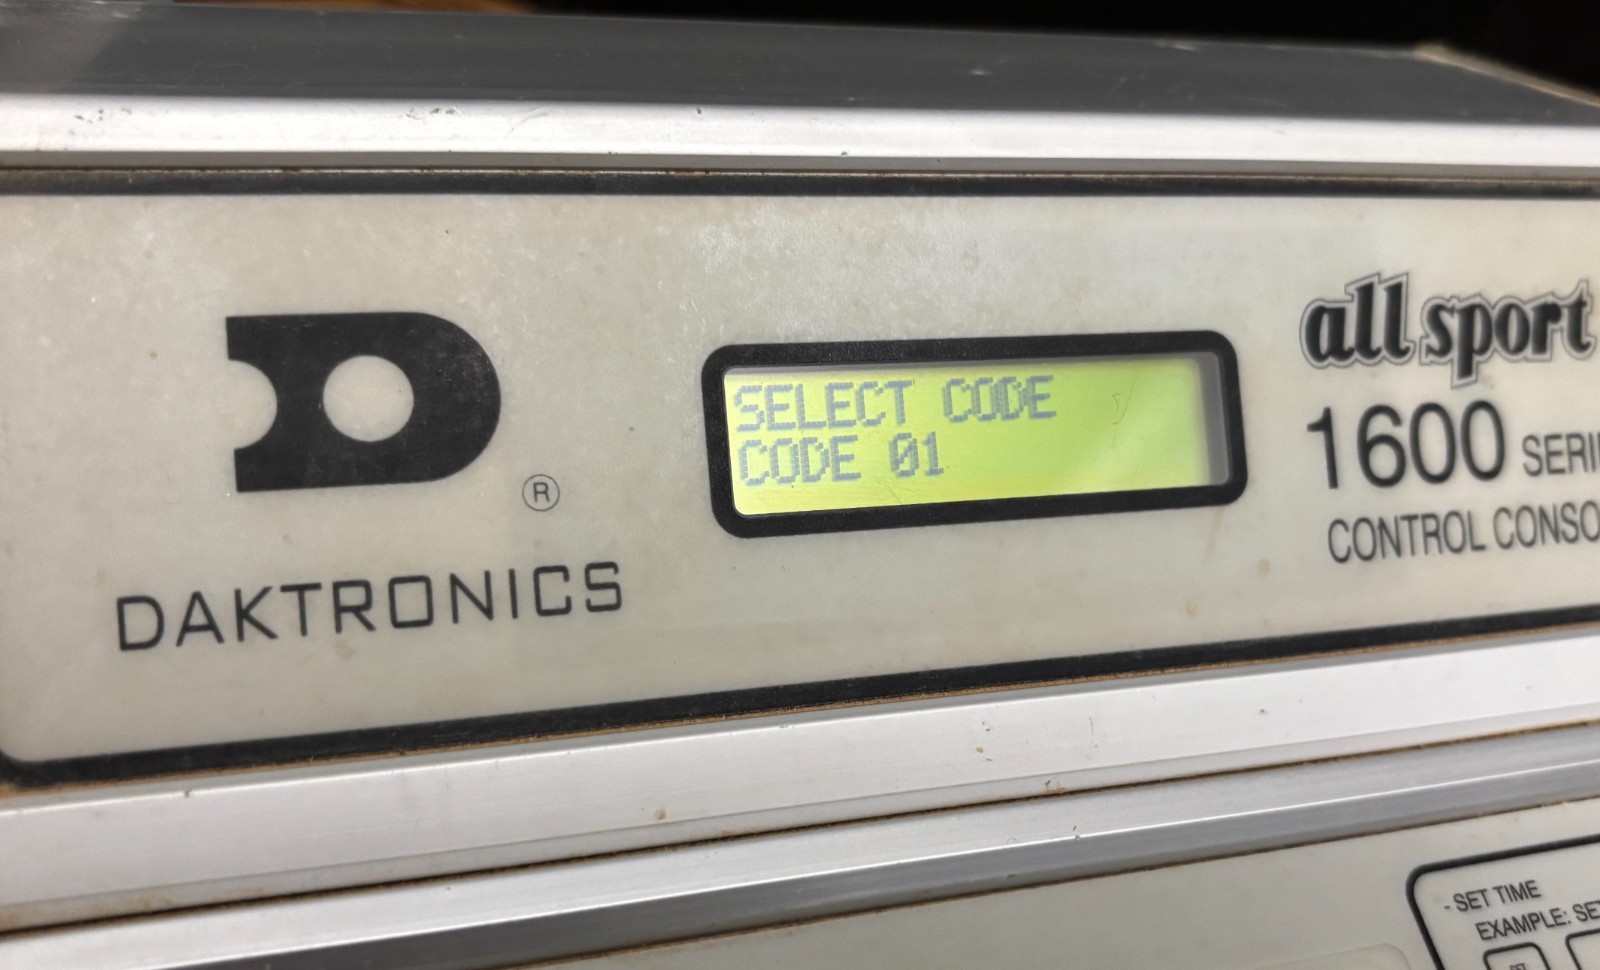 all sport
SELECT CODE
CODE 01
1600
CONTROL
®
DAKTRONICS
- SET TIME
EXAMPLE: